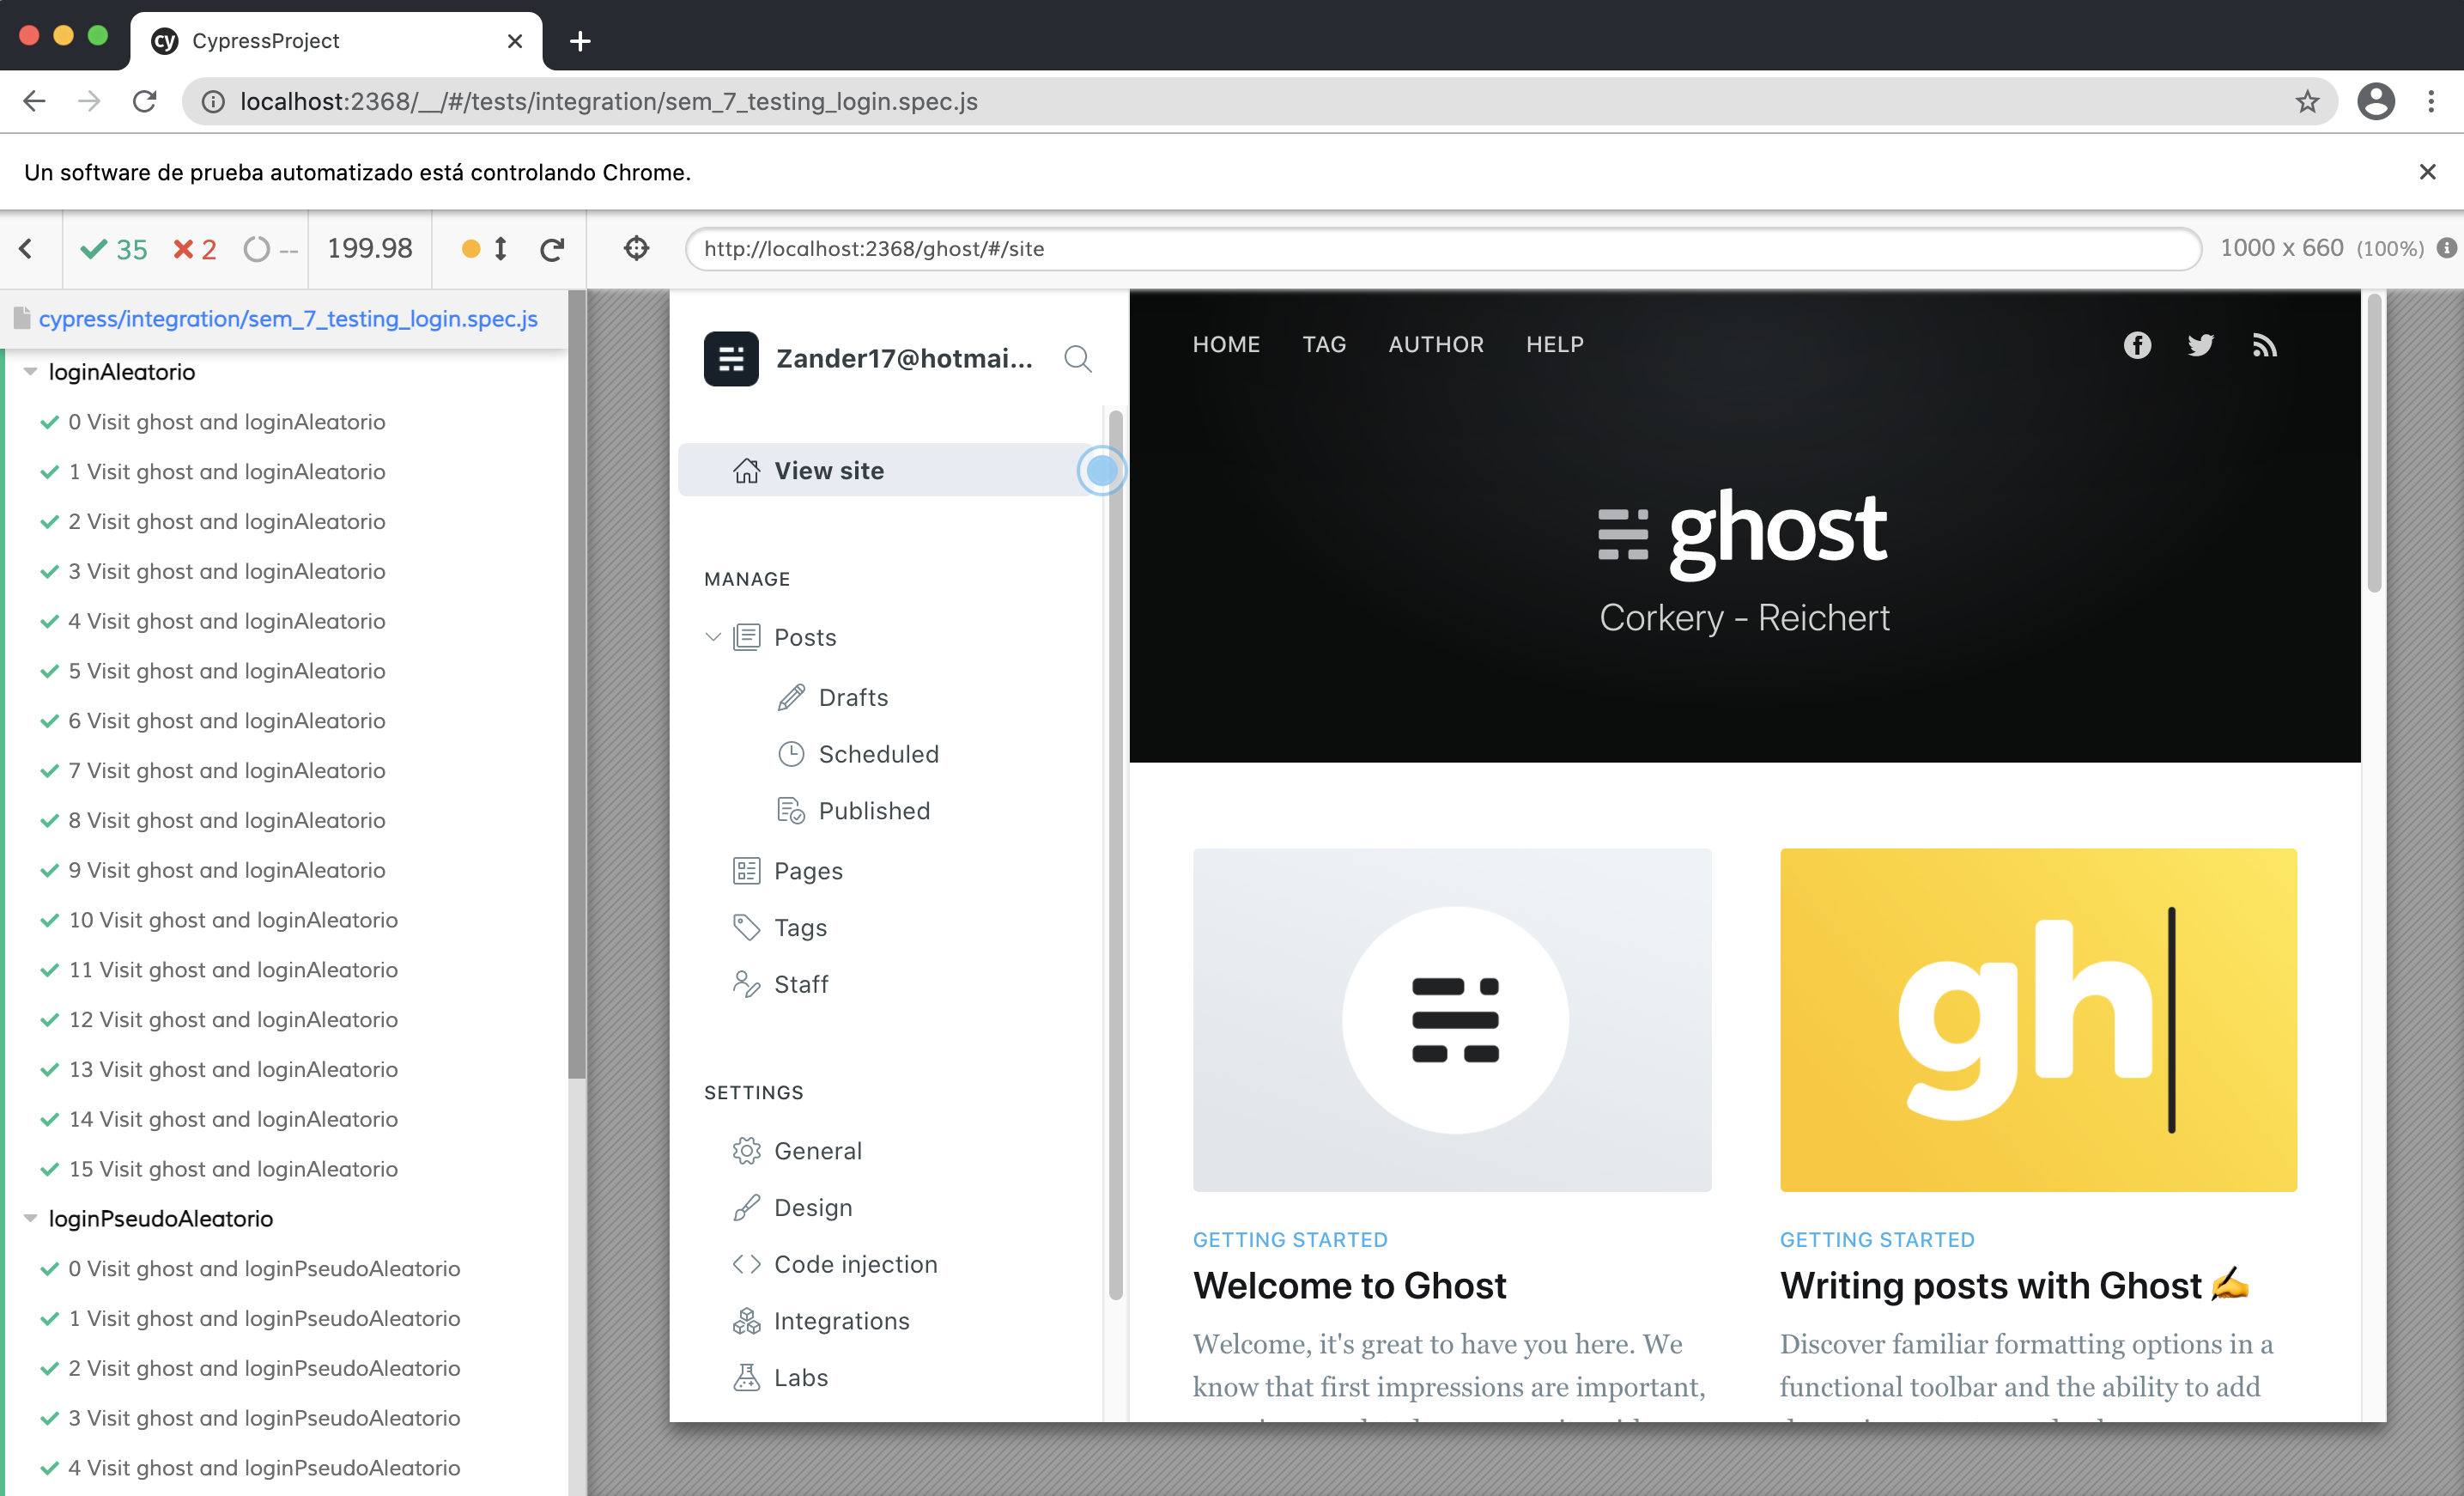 cy CypressProject
localhost:2368/__/#/tests/integration/sem_7_testing_login.spec.js
Un software de prueba automatizado está controlando Chrome.
35 2 -- 199.98
http://localhost:2368/ghost/#/site
1000 x 660 (100%)
cypress/integration/sem_7_testing_login.spec.js
loginAleatorio
0 Visit ghost and loginAleatorio
1 Visit ghost and loginAleatorio
2 Visit ghost and loginAleatorio
3 Visit ghost and loginAleatorio
4 Visit ghost and loginAleatorio
5 Visit ghost and loginAleatorio
6 Visit ghost and loginAleatorio
7 Visit ghost and loginAleatorio
8 Visit ghost and loginAleatorio
9 Visit ghost and loginAleatorio
10 Visit ghost and loginAleatorio
11 Visit ghost and loginAleatorio
12 Visit ghost and loginAleatorio
13 Visit ghost and loginAleatorio
14 Visit ghost and loginAleatorio
15 Visit ghost and loginAleatorio
loginPseudoAleatorio
0 Visit ghost and loginPseudoAleatorio
1 Visit ghost and loginPseudoAleatorio
2 Visit ghost and loginPseudoAleatorio
3 Visit ghost and loginPseudoAleatorio
4 Visit ghost and loginPseudoAleatorio
Zander17@hotmai...
View site
MANAGE
Posts
Drafts
Scheduled
Published
Pages
Tags
Staff
SETTINGS
General
Design
Code injection
Integrations
Labs
HOME TAG AUTHOR HELP
ghost
Corkery - Reichert
gh
GETTING STARTED
Welcome to Ghost
Welcome, it's great to have you here. We
know that first impressions are important,
GETTING STARTED
Writing posts with Ghost ✍️
Discover familiar formatting options in a
functional toolbar and the ability to add